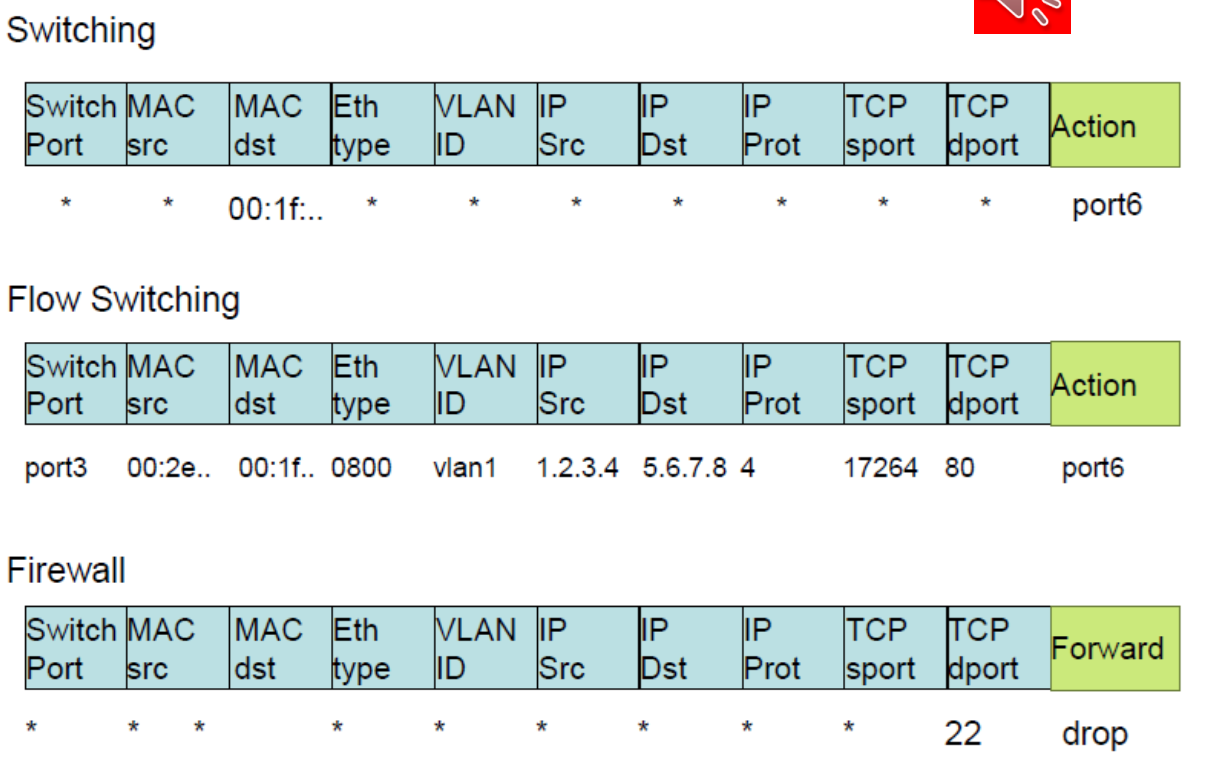 Switching
Switch MAC MAC Eth VLAN IP IP IP TCP TCP Action
Port src dst type ID Src Dst Prot sport dport
* * 00:1f:.. * * * * * * * port6
Flow Switching
Switch MAC MAC Eth VLAN IP IP IP TCP TCP Action
Port src dst type ID Src Dst Prot sport dport
port3 00:2e.. 00:1f.. 0800 vlan1 1.2.3.4 5.6.7.8 4 17264 80 port6
Firewall
Switch MAC MAC Eth VLAN IP IP IP TCP TCP Forward
Port src dst type ID Src Dst Prot sport dport
* * * * * * * * * 22 drop